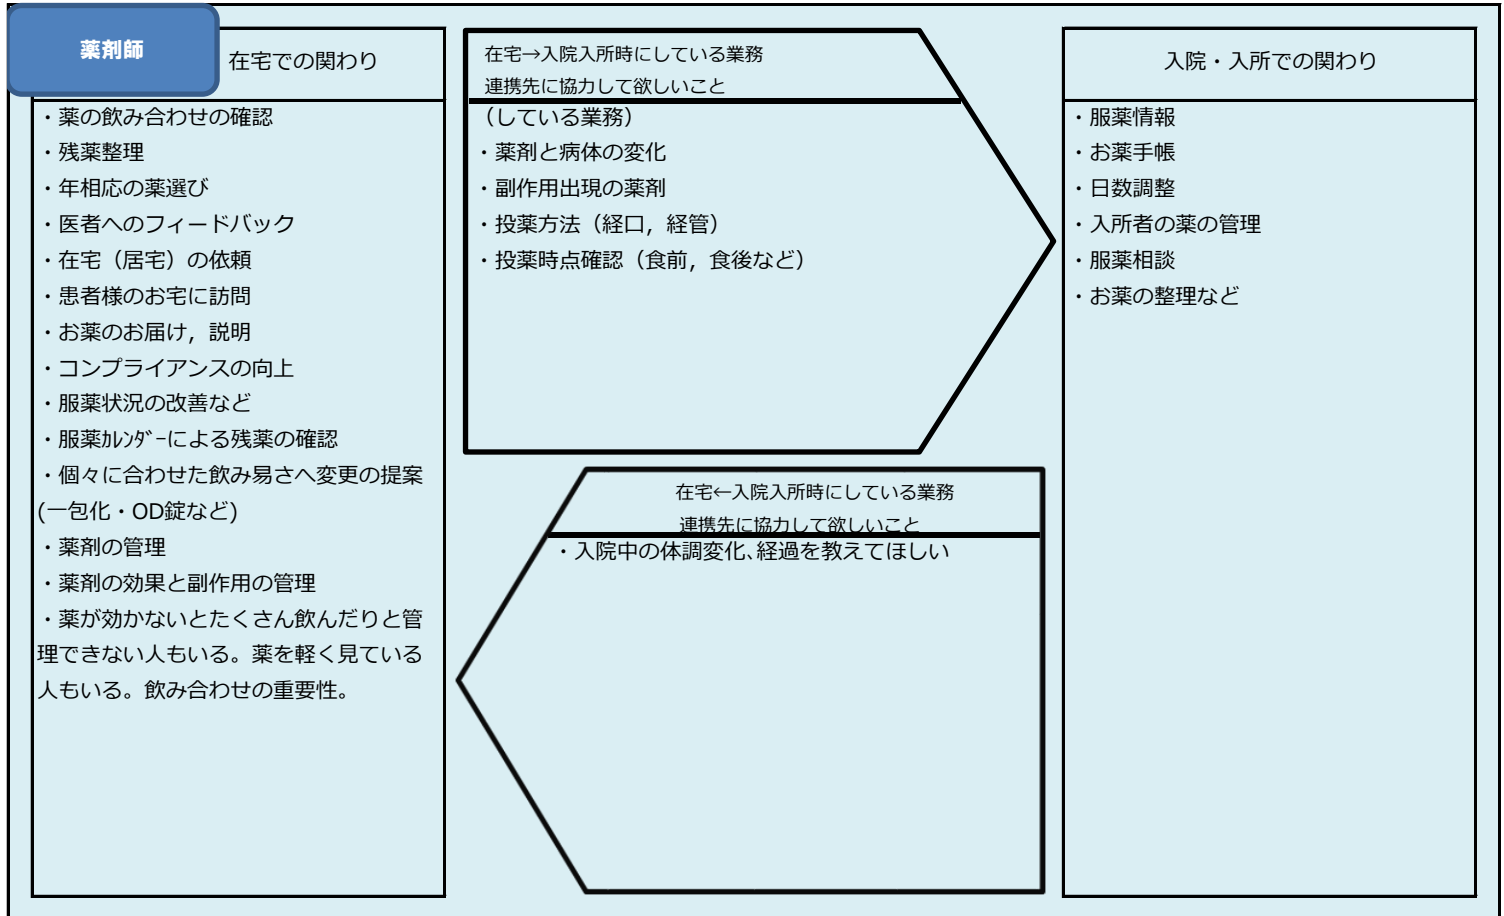 薬剤師
在宅での関わり
・薬の飲み合わせの確認
・残薬整理
・年相応の薬選び
・医者へのフィードバック
・在宅（居宅）の依頼
・患者様のお宅に訪問
・お薬のお届け，説明
・コンプライアンスの向上
・服薬状況の改善など
・服薬ｶﾚﾝﾀﾞｰによる残薬の確認
・個々に合わせた飲み易さへ変更の提案
(一包化・OD錠など)
・薬剤の管理
・薬剤の効果と副作用の管理
・薬が効かないとたくさん飲んだりと管
理できない人もいる。薬を軽く見ている
人もいる。飲み合わせの重要性。
在宅→入院入所時にしている業務
連携先に協力して欲しいこと
（している業務）
・薬剤と病体の変化
・副作用出現の薬剤
・投薬方法（経口，経管）
・投薬時点確認（食前，食後など）
在宅←入院入所時にしている業務
連携先に協力して欲しいこと
・入院中の体調変化､経過を教えてほしい
入院・入所での関わり
・服薬情報
・お薬手帳
・日数調整
・入所者の薬の管理
・服薬相談
・お薬の整理など